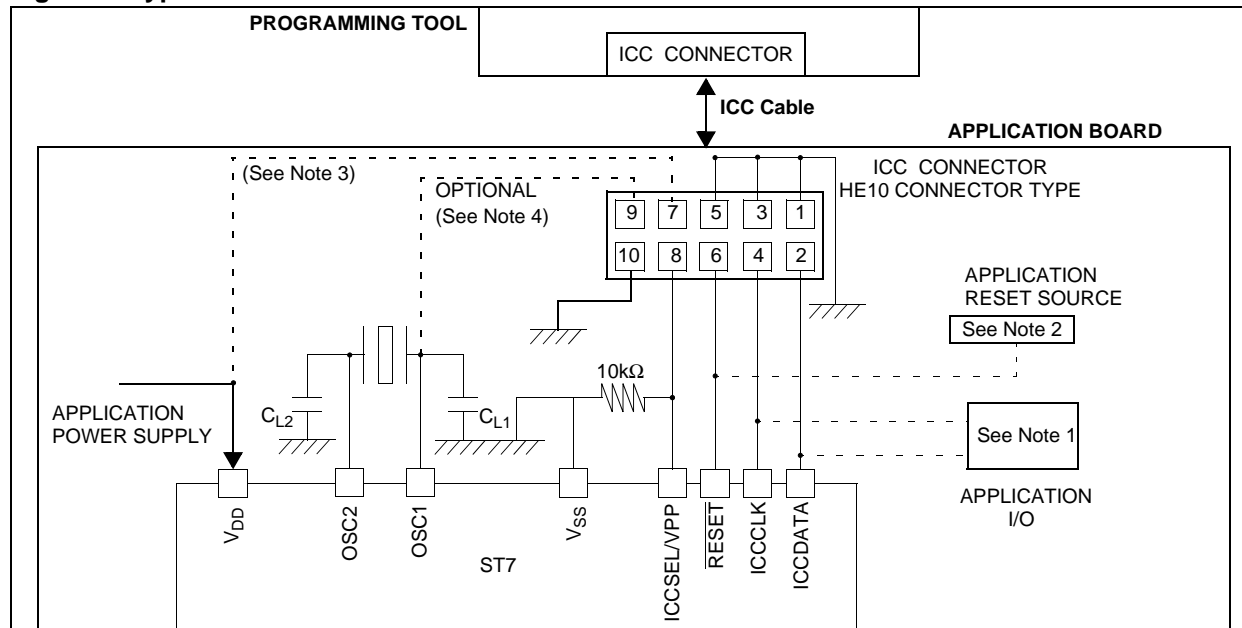 PROGRAMMING TOOL
ICC CONNECTOR
ICC Cable
APPLICATION BOARD
(See Note 3)
OPTIONAL
(See Note 4)
ICC CONNECTOR
HE10 CONNECTOR TYPE
9 7 5 3 1
10 8 6 4 2
APPLICATION
RESET SOURCE
See Note 2
10kΩ
APPLICATION
POWER SUPPLY
CL2
CL1
See Note 1
APPLICATION
I/O
VDD
OSC2
OSC1
VSS
ICCSEL/VPP
RESET
ICCCLK
ICCDATA
ST7